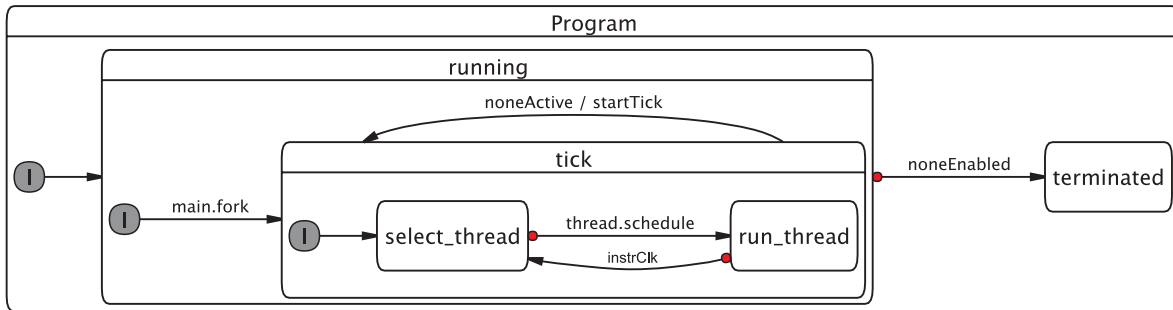 Program
running
noneActive / startTick
tick
noneEnabled
I
terminated
main.fork
I
thread.schedule
I
select_thread
run_thread
instrClk